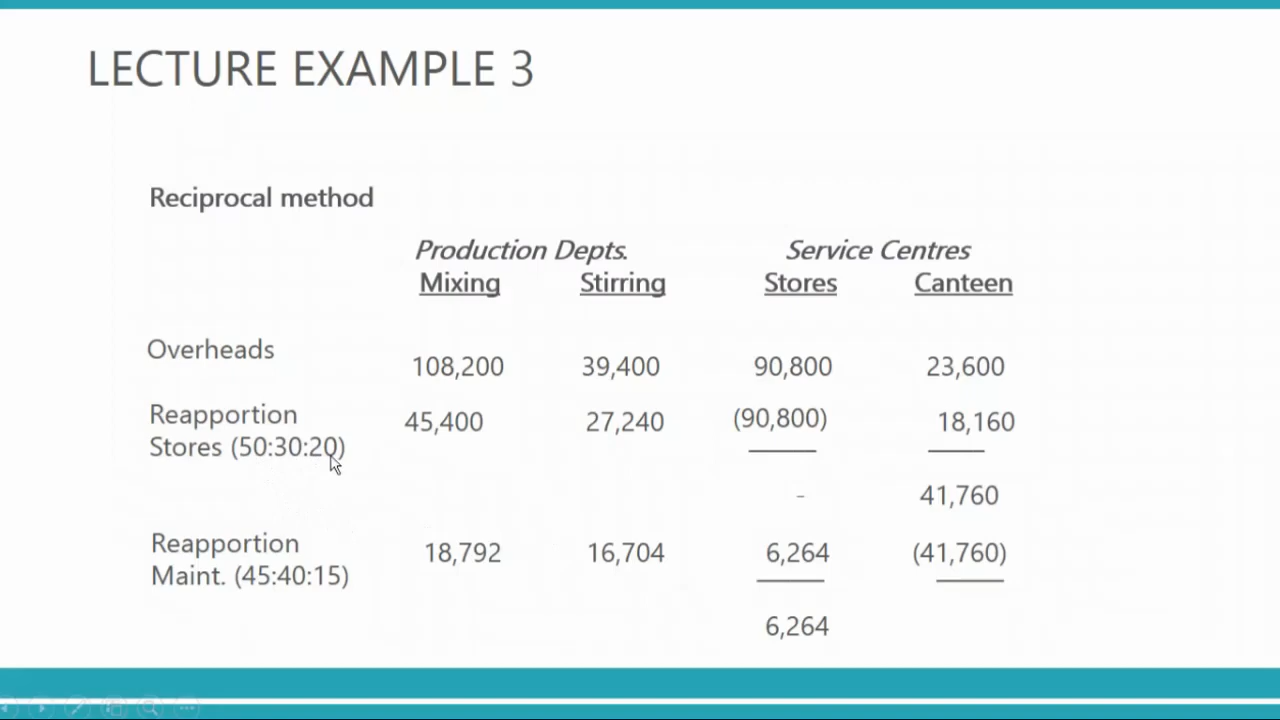 LECTURE EXAMPLE 3
Reciprocal method
Production Depts. Service Centres
Mixing Stirring Stores Canteen
Overheads
108,200 39,400 90,800 23,600
Reapportion
45,400 27,240 (90,800) 18,160
Stores (50:30:20)
- 41,760
Reapportion
18,792 16,704 6,264 (41,760)
Maint. (45:40:15)
6,264